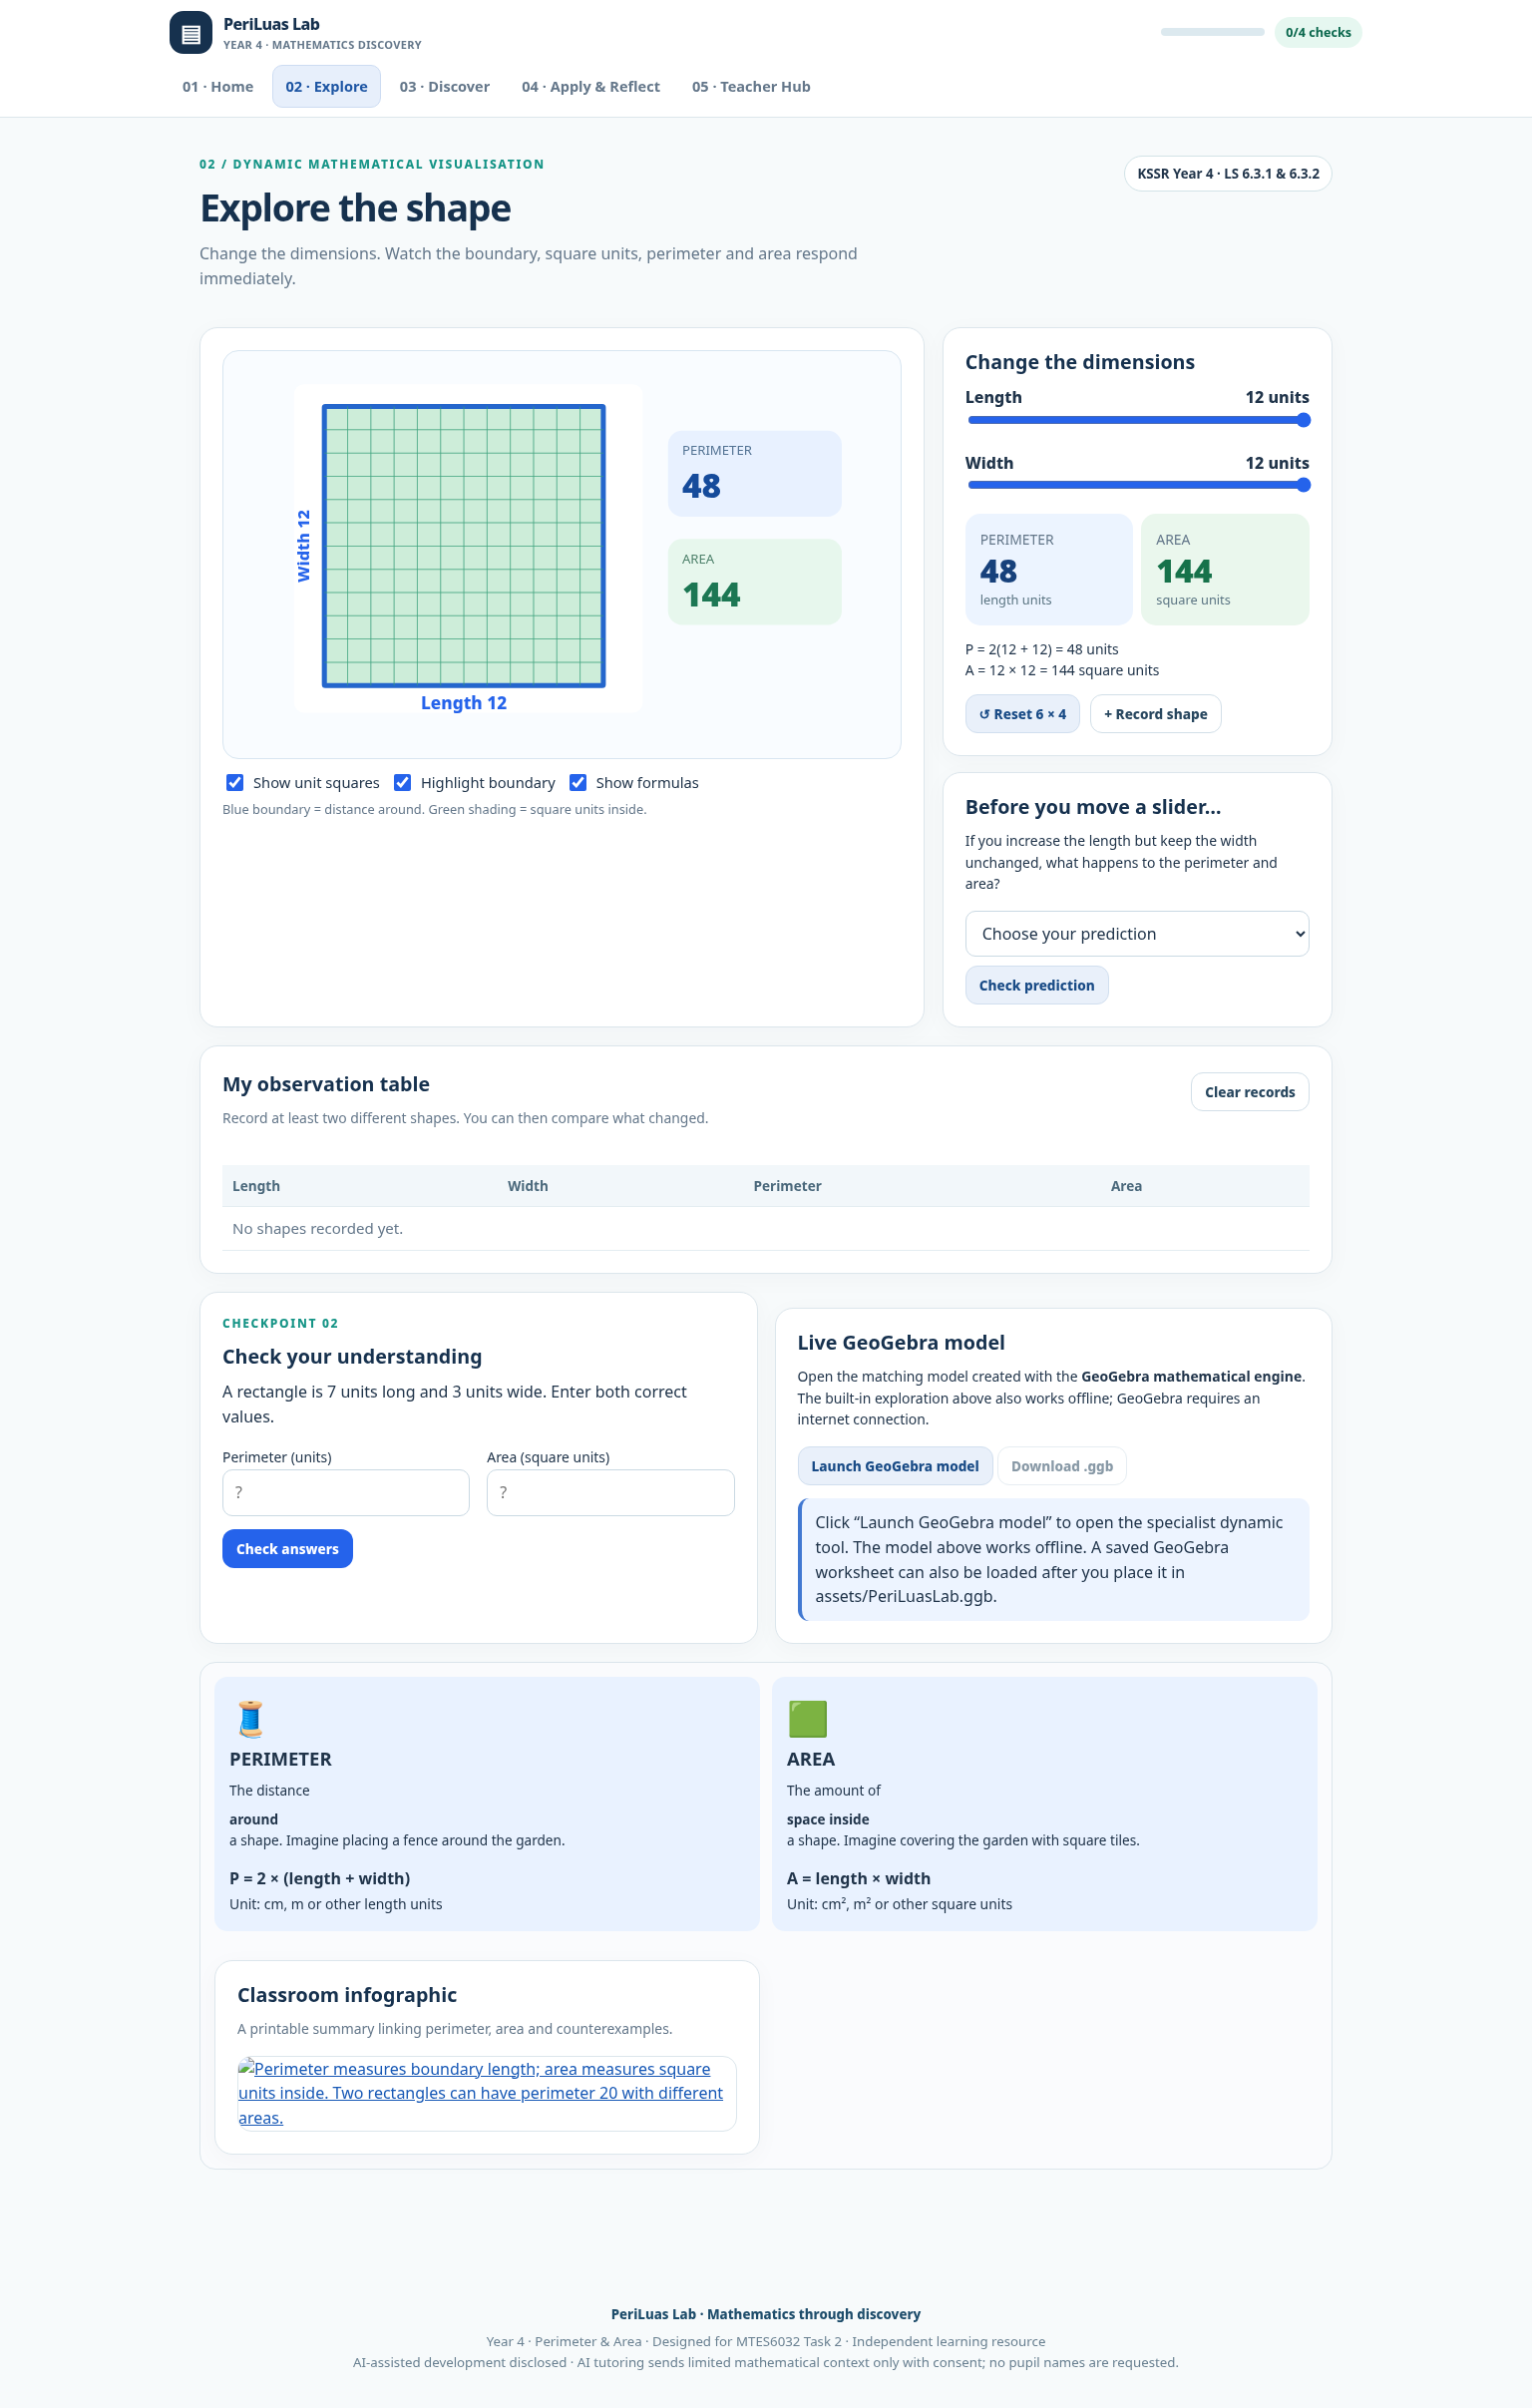 PeriLuas Lab
YEAR 4 · MATHEMATICS DISCOVERY
0/4 checks
01 · Home
02 · Explore
03 · Discover
04 · Apply & Reflect
05 · Teacher Hub
02 / DYNAMIC MATHEMATICAL VISUALISATION
KSSR Year 4 · LS 6.3.1 & 6.3.2
Explore the shape
Change the dimensions. Watch the boundary, square units, perimeter and area respond
immediately.
Width 12
Length 12
PERIMETER
48
AREA
144
Show unit squares
Highlight boundary
Show formulas
Blue boundary = distance around. Green shading = square units inside.
Change the dimensions
Length 12 units
Width 12 units
PERIMETER
48
length units
AREA
144
square units
P = 2(12 + 12) = 48 units
A = 12 × 12 = 144 square units
↺ Reset 6 × 4
+ Record shape
Before you move a slider...
If you increase the length but keep the width
unchanged, what happens to the perimeter and
area?
Choose your prediction
Check prediction
My observation table
Clear records
Record at least two different shapes. You can then compare what changed.
Length Width Perimeter Area
No shapes recorded yet.
CHECKPOINT 02
Check your understanding
A rectangle is 7 units long and 3 units wide. Enter both correct
values.
Perimeter (units)
?
Area (square units)
?
Check answers
Live GeoGebra model
Open the matching model created with the GeoGebra mathematical engine.
The built-in exploration above also works offline; GeoGebra requires an
internet connection.
Launch GeoGebra model
Download .ggb
Click “Launch GeoGebra model” to open the specialist dynamic
tool. The model above works offline. A saved GeoGebra
worksheet can also be loaded after you place it in
assets/PeriLuasLab.ggb.
PERIMETER
The distance
around
a shape. Imagine placing a fence around the garden.
P = 2 × (length + width)
Unit: cm, m or other length units
AREA
The amount of
space inside
a shape. Imagine covering the garden with square tiles.
A = length × width
Unit: cm², m² or other square units
Classroom infographic
A printable summary linking perimeter, area and counterexamples.
Perimeter measures boundary length; area measures square
units inside. Two rectangles can have perimeter 20 with different
areas.
PeriLuas Lab · Mathematics through discovery
Year 4 · Perimeter & Area · Designed for MTES6032 Task 2 · Independent learning resource
AI-assisted development disclosed · AI tutoring sends limited mathematical context only with consent; no pupil names are requested.